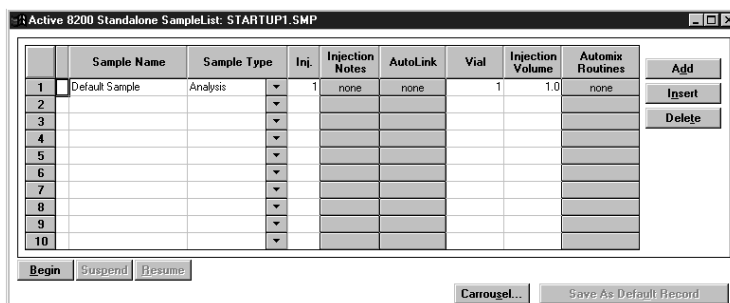 Active 8200 Standalone SampleList: STARTUP1.SMP
Sample Name Sample Type Inj. Injection Notes AutoLink Vial Injection Volume Automix Routines
1 Default Sample Analysis 1 none none 1 1.0 none
2
3
4
5
6
7
8
9
10
Add
Insert
Delete
Begin Suspend Resume
Carrousel... Save As Default Record